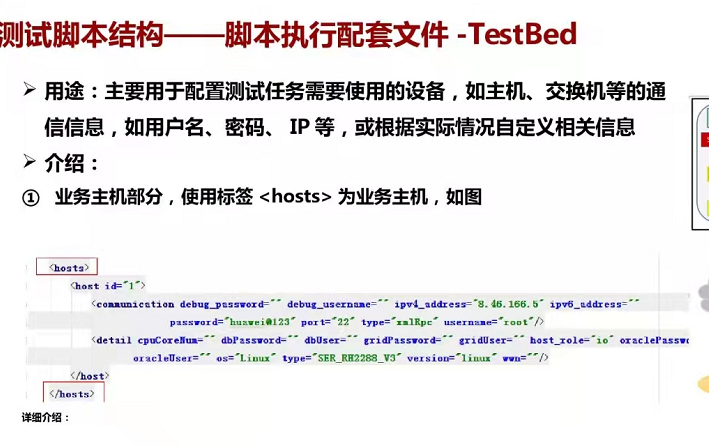 测试脚本结构——脚本执行配套文件 -TestBed
➢ 用途：主要用于配置测试任务需要使用的设备，如主机、交换机等的通
信信息，如用户名、密码、 IP 等，或根据实际情况自定义相关信息
➢ 介绍：
① 业务主机部分，使用标签 <hosts> 为业务主机，如图
<hosts>
<host id="1">
<communication debug_password="" debug_username="" ipv4_address="8.46.166.5" ipv6_address=""
password="huawei@123" port="22" type="xmlRpc" username="root"/>
<detail cpuCoreNum="" dbPassword="" dbUser="" gridPassword="" gridUser="" host_role="io" oraclePasswo
oracleUser="" os="Linux" type="SER_RH2288_V3" version="linux" wwn=""/>
</host>
</hosts>
详细介绍：